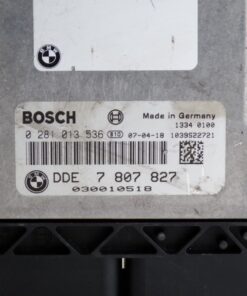 BOSCH
Made in Germany
1334 0100
0 281 013 536 B10 07-04-18 1039S22721
DDE 7 807 827
030010518